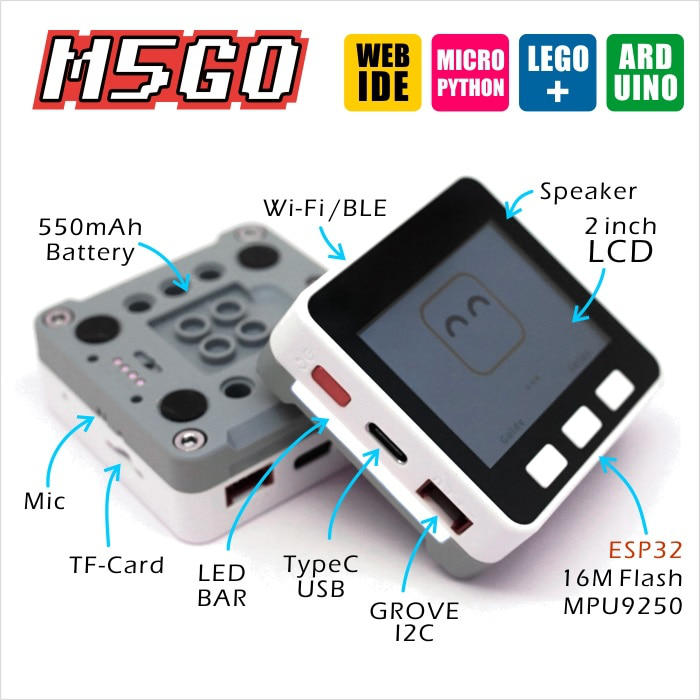 M5GO
WEB
IDE
MICRO
PYTHON
LEGO
+
ARD
UINO
Speaker
Wi-Fi/BLE
2 inch
LCD
550mAh
Battery
Guide
Mic
TF-Card
LED
BAR
TypeC
USB
GROVE
I2C
ESP32
16M Flash
MPU9250